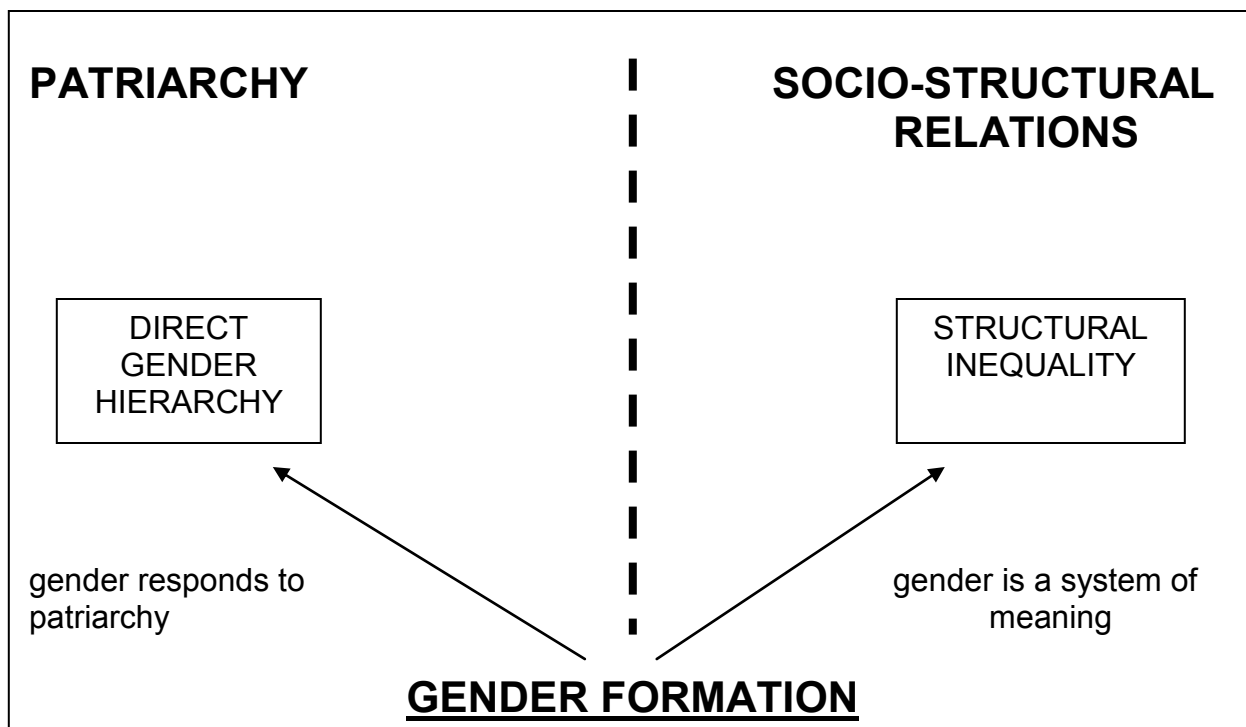 PATRIARCHY
SOCIO-STRUCTURAL
RELATIONS
DIRECT
GENDER
HIERARCHY
STRUCTURAL
INEQUALITY
gender responds to
patriarchy
gender is a system of
meaning
GENDER FORMATION